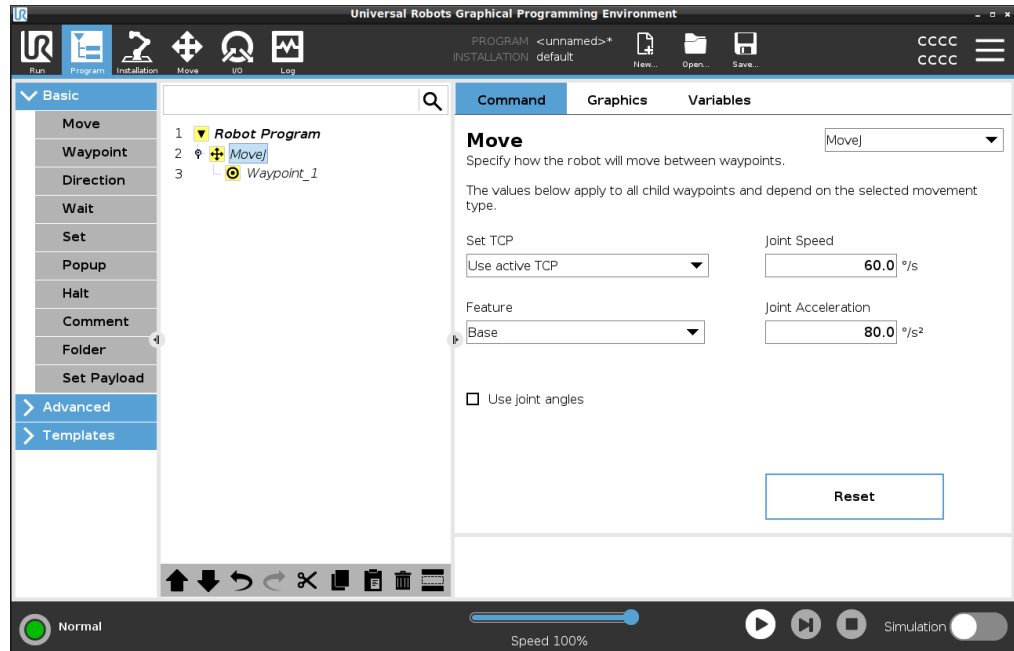 Universal Robots Graphical Programming Environment
UR
Run
Program
Installation
Move
I/O
Log
PROGRAM <unnamed>*
INSTALLATION default
New...
Open...
Save...
CCCC
CCCC
Basic
Move
Waypoint
Direction
Wait
Set
Popup
Halt
Comment
Folder
Set Payload
Advanced
Templates
1 Robot Program
2 MoveJ
3 Waypoint_1
Command Graphics Variables
Move
MoveJ
Specify how the robot will move between waypoints.
The values below apply to all child waypoints and depend on the selected movement
type.
Set TCP
Use active TCP
Joint Speed
60.0 °/s
Feature
Base
Joint Acceleration
80.0 °/s²
Use joint angles
Reset
Normal
Speed 100%
Simulation